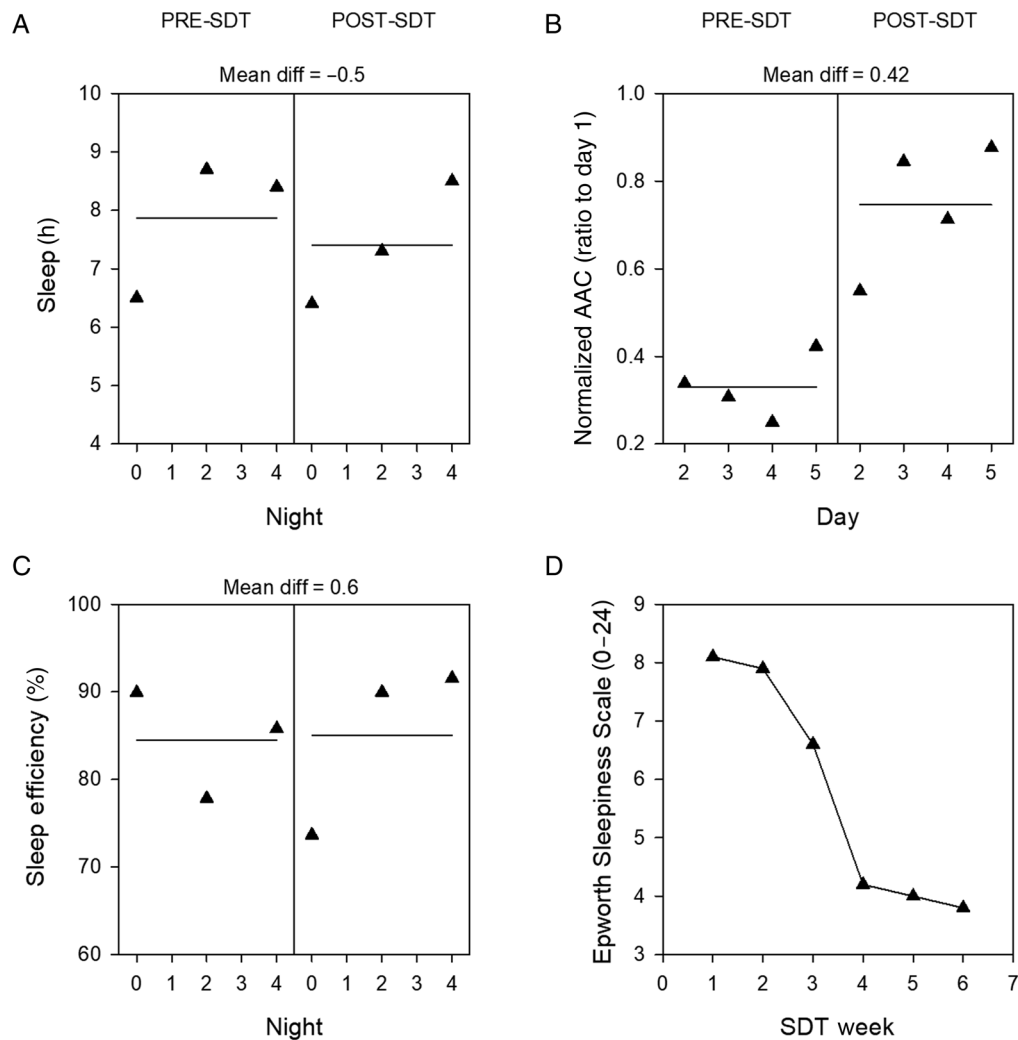 A
PRE-SDT
POST-SDT
Mean diff = −0.5
10
9
8
7
6
5
4
Sleep (h)
0 1 2 3 4 0 1 2 3 4
Night
B
PRE-SDT
POST-SDT
Mean diff = 0.42
1.0
0.8
0.6
0.4
0.2
Normalized AAC (ratio to day 1)
2 3 4 5 2 3 4 5
Day
C
Mean diff = 0.6
100
90
80
70
60
Sleep efficiency (%)
0 1 2 3 4 0 1 2 3 4
Night
D
9
8
7
6
5
4
3
Epworth Sleepiness Scale (0−24)
0 1 2 3 4 5 6 7
SDT week